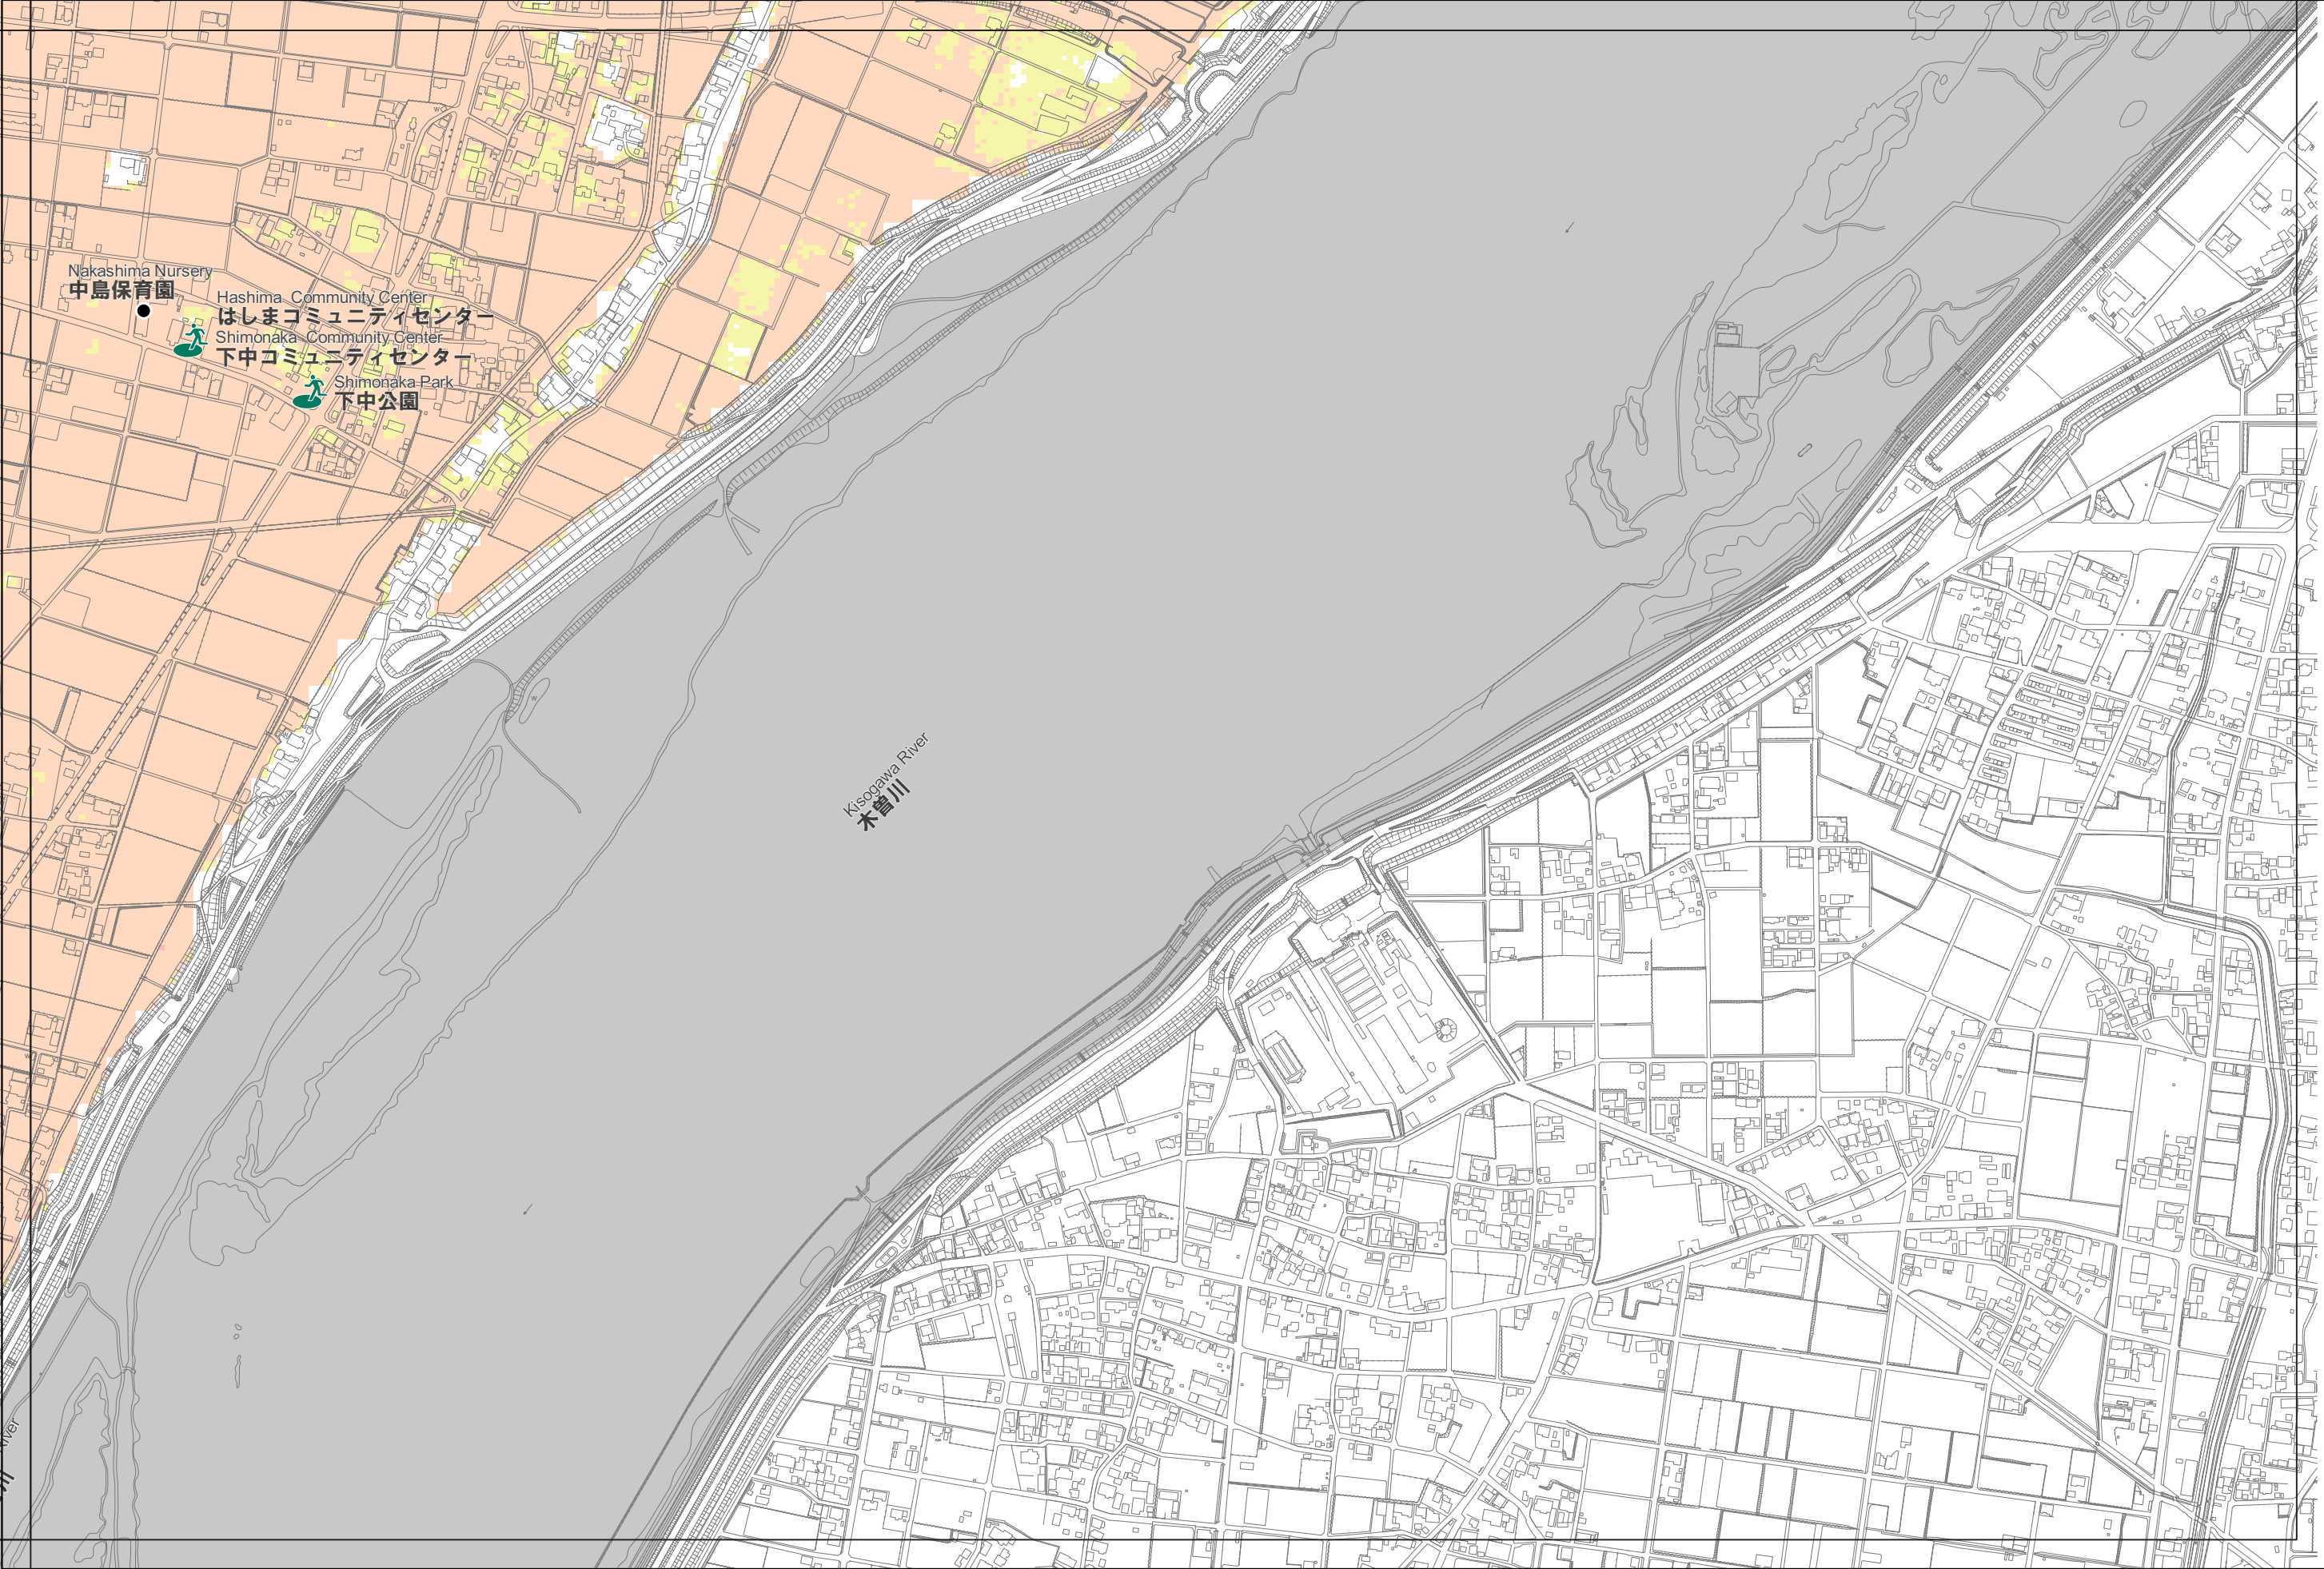 Nakashima Nursery
中島保育園
Hashima Community Center
はしまコミュニティセンター
Shimonaka Community Center
下中コミュニティセンター
Shimonaka Park
下中公園
Kisogawa River
木曽川
River
川